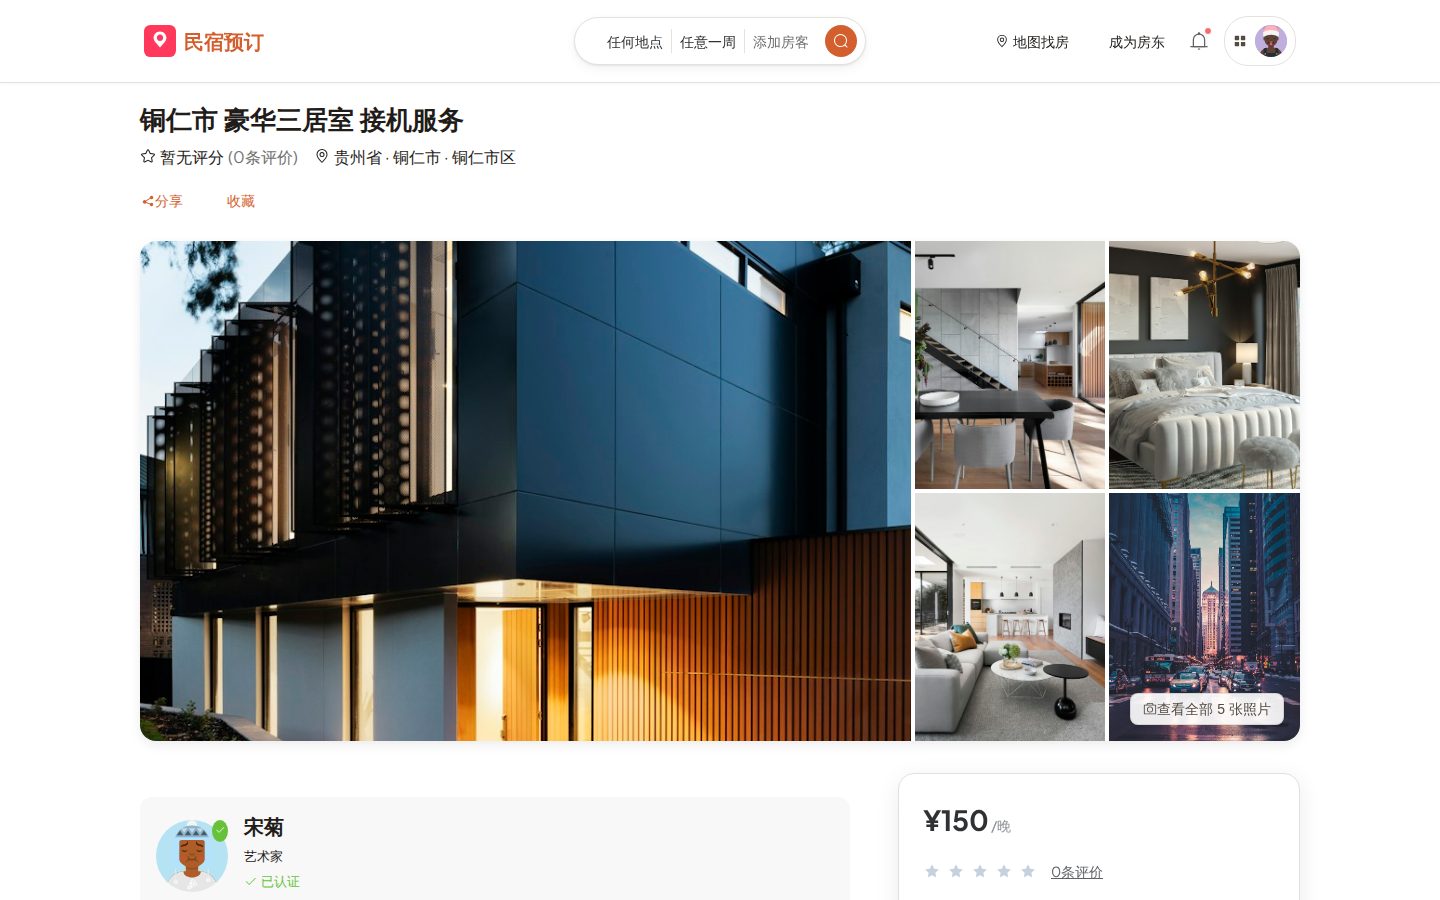 民宿预订
任何地点 任意一周 添加房客
地图找房 成为房东
铜仁市 豪华三居室 接机服务
暂无评分 (0条评价) 贵州省 · 铜仁市 · 铜仁市区
分享 收藏
查看全部 5 张照片
宋菊
艺术家
已认证
¥150 /晚
0条评价